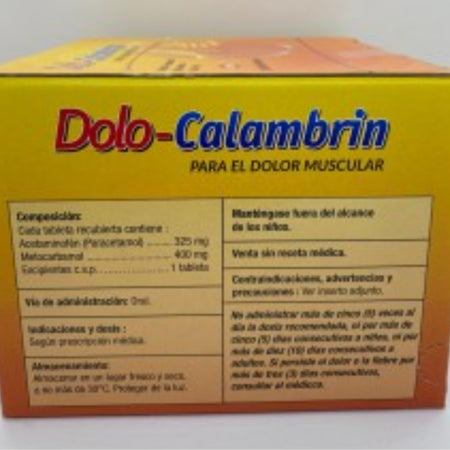 Dolo-Calambrin
PARA EL DOLOR MUSCULAR
Composición:
Cada tableta recubierta contiene :
Acetaminofén (Paracetamol) ........ 325 mg
Metocarbamol ........ 400 mg
Excipientes c.s.p. ........ 1 tableta
Vía de administración: Oral.
Indicaciones y dosis :
Según prescripción médica.
Almacenamiento:
Almacenar en un lugar fresco y seco,
a no más de 30°C. Proteger de la luz.
Manténgase fuera del alcance
de los niños.
Venta sin receta médica.
Contraindicaciones, advertencias y
precauciones : Ver inserto adjunto.
No administrar más de cinco (5) veces al
día la dosis recomendada, ni por más de
cinco (5) días consecutivos a niños, ni por
más de diez (10) días consecutivos a
adultos. Si persiste el dolor o la fiebre por
más de tres (3) días consecutivos,
consultar al médico.